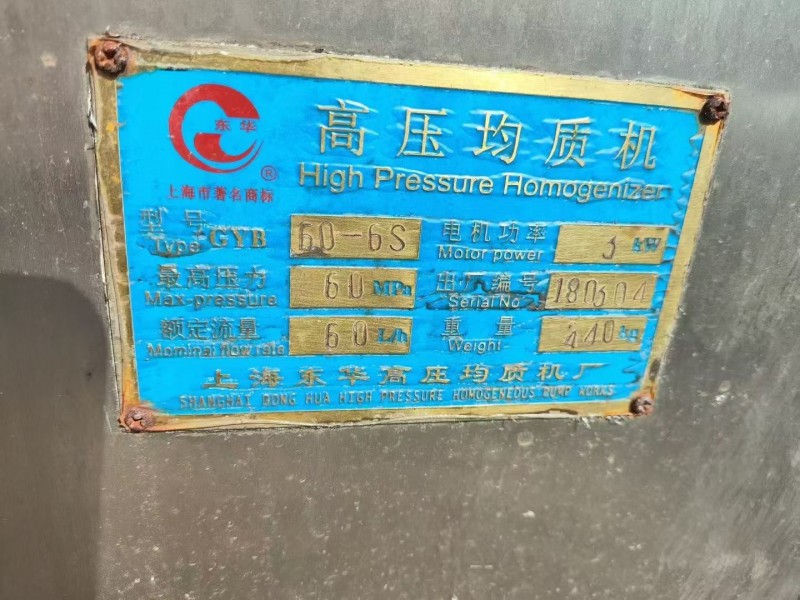 东华
®
上海市著名商标
高压均质机
High Pressure Homogenizer
型号 GYB 60-6S 电机功率 3 kW
Type Motor power
最高压力 60 MPa 出厂编号 180304
Max-pressure Serial No.
额定流量 60 L/h 重量 440 kg
Mominal flow rate Weight
上海东华高压均质机厂
SHANGHAI DONG HUA HIGH PRESSURE HOMOGENEOUS PUMP WORKS